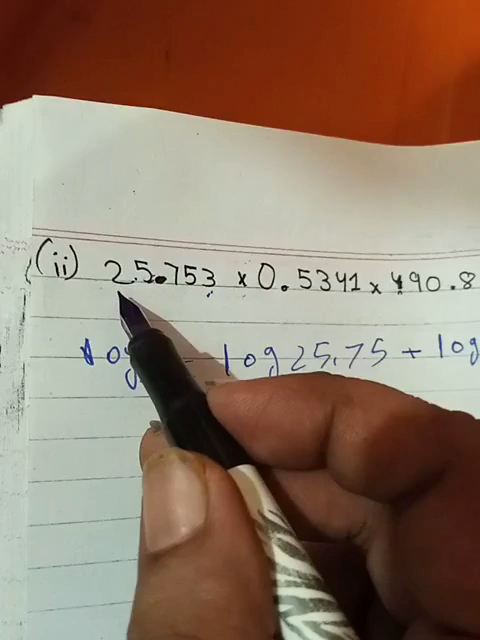 (ii) 25.753 x 0.5341 x 490.8
log - log 25.75 + log